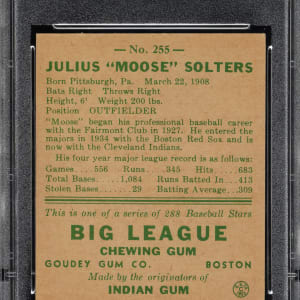 — No. 255 —
JULIUS "MOOSE" SOLTERS
Born Pittsburgh, Pa. March 22, 1908
Bats Right Throws Right
Height, 6' Weight 200 lbs.
Position OUTFIELDER
"Moose" began his professional baseball career
with the Fairmont Club in 1927. He entered the
majors in 1934 with the Boston Red Sox and is
now with the Cleveland Indians.
His four year major league record is as follows:
Games.....556 Runs.....345 Hits.....683
Total Bases...1,084 Runs Batted In...413
Stolen Bases.....29 Batting Average..309
This is one of a series of 288 Baseball Stars
BIG LEAGUE
CHEWING GUM
GOUDEY GUM CO. BOSTON
Made by the originators of
INDIAN GUM